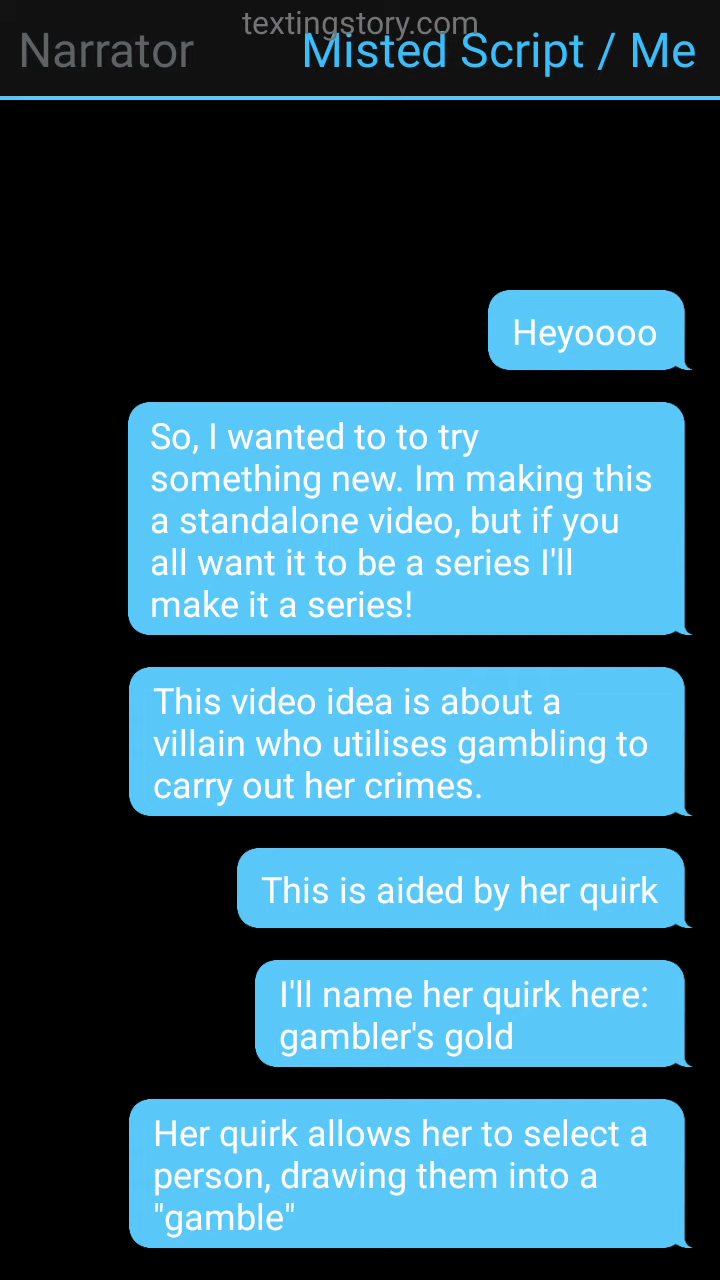 textingstory.com
Narrator Misted Script / Me
Heyoooo
So, I wanted to to try
something new. Im making this
a standalone video, but if you
all want it to be a series I'll
make it a series!
This video idea is about a
villain who utilises gambling to
carry out her crimes.
This is aided by her quirk
I'll name her quirk here:
gambler's gold
Her quirk allows her to select a
person, drawing them into a
"gamble"